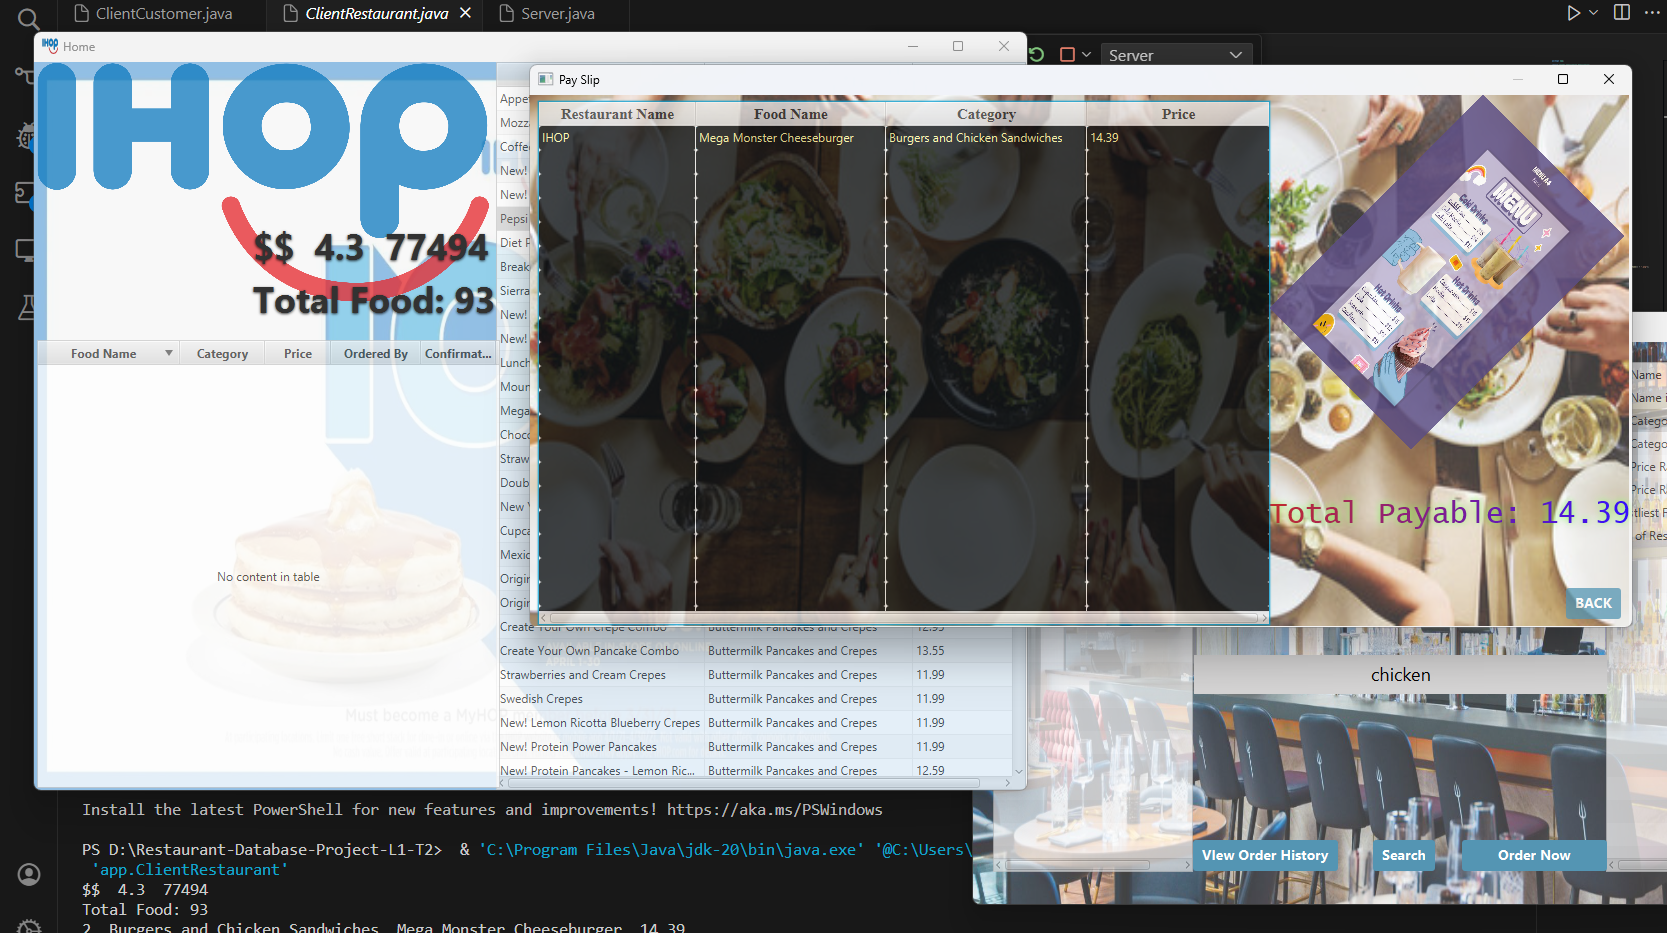 ClientCustomer.java
ClientRestaurant.java
Server.java
IHOP Home
Server
Pay Slip
IHOP
$$ 4.3 77494
Total Food: 93
Food Name Category Price Ordered By Confirmat...
No content in table
Appe
Mozz
Coffe
New!
New!
Pepsi
Diet P
Break
Sierra
New!
New!
Lunch
Moun
Mega
Choco
Straw
Doub
New
Cupca
Mexic
Origin
Origin
Create Your Own Crepe Combo Buttermilk Pancakes and Crepes 12.95
Create Your Own Pancake Combo Buttermilk Pancakes and Crepes 13.55
Strawberries and Cream Crepes Buttermilk Pancakes and Crepes 11.99
Swedish Crepes Buttermilk Pancakes and Crepes 11.99
New! Lemon Ricotta Blueberry Crepes Buttermilk Pancakes and Crepes 11.99
New! Protein Power Pancakes Buttermilk Pancakes and Crepes 11.99
New! Protein Pancakes - Lemon Ric... Buttermilk Pancakes and Crepes 12.59
Must become a MyHOP
Restaurant Name Food Name Category Price
IHOP Mega Monster Cheeseburger Burgers and Chicken Sandwiches 14.39
MENU
Total Payable: 14.39
BACK
Name
Name i
Catego
Catego
Price R
Price R
tliest F
of Res
chicken
VIew Order History
Search
Order Now
Install the latest PowerShell for new features and improvements! https://aka.ms/PSWindows
PS D:\Restaurant-Database-Project-L1-T2> & 'C:\Program Files\Java\jdk-20\bin\java.exe' '@C:\Users\
'app.ClientRestaurant'
$$ 4.3 77494
Total Food: 93
2 Burgers and Chicken Sandwiches Mega Monster Cheeseburger 14.39